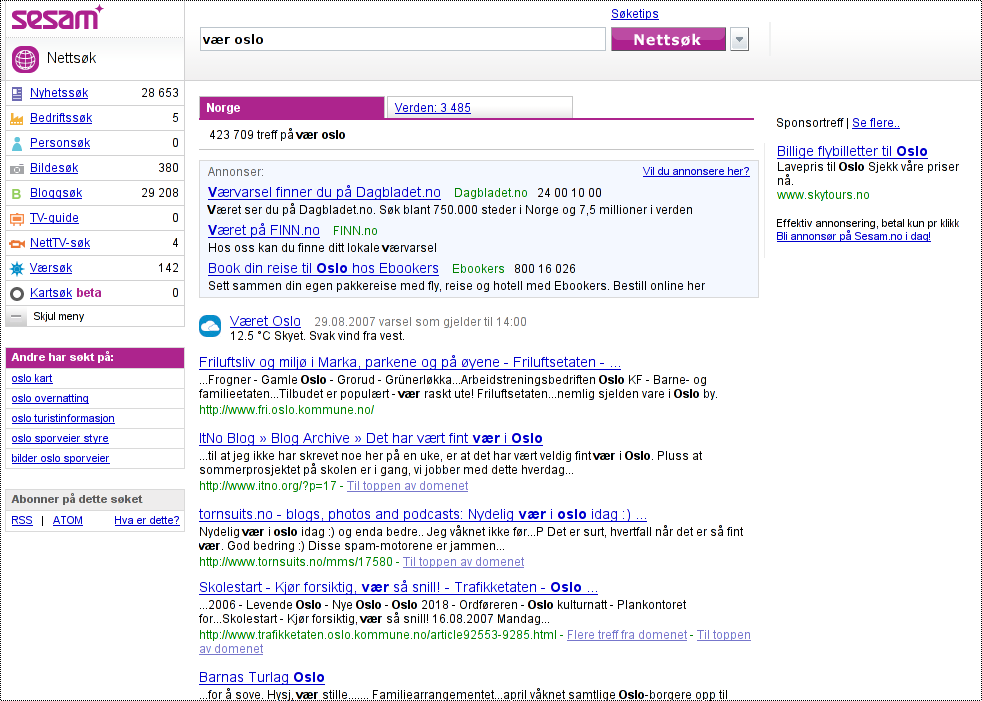 sesam
Søketips
vær oslo
Nettsøk
Nettsøk
Nyhetssøk 28 653
Bedriftssøk 5
Personsøk 0
Bildesøk 380
Bloggsøk 29 208
TV-guide 0
NettTV-søk 4
Værsøk 142
Kartsøk beta 0
Skjul meny
Andre har søkt på:
oslo kart
oslo overnatting
oslo turistinformasjon
oslo sporveier styre
bilder oslo sporveier
Abonner på dette søket
RSS | ATOM Hva er dette?
Norge
Verden: 3 485
423 709 treff på vær oslo
Annonser: Vil du annonsere her?
Værvarsel finner du på Dagbladet.no Dagbladet.no 24 00 10 00
Været ser du på Dagbladet.no. Søk blant 750.000 steder i Norge og 7,5 millioner i verden
Været på FINN.no FINN.no
Hos oss kan du finne ditt lokale værvarsel
Book din reise til Oslo hos Ebookers Ebookers 800 16 026
Sett sammen din egen pakkereise med fly, reise og hotell med Ebookers. Bestill online her
Været Oslo 29.08.2007 varsel som gjelder til 14:00
12.5 °C Skyet. Svak vind fra vest.
Friluftsliv og miljø i Marka, parkene og på øyene - Friluftsetaten - ...
...Frogner - Gamle Oslo - Grorud - Grünerløkka...Arbeidstreningsbedriften Oslo KF - Barne- og
familieetaten...Tilbudet er populært - vær raskt ute! Friluftsetaten...nemlig sjelden vare i Oslo by.
http://www.fri.oslo.kommune.no/
ItNo Blog » Blog Archive » Det har vært fint vær i Oslo
...til at jeg ikke har skrevet noe her på en uke, er at det har vært veldig fint vær i Oslo. Pluss at
sommerprosjektet på skolen er i gang, vi jobber med dette hverdag...
http://www.itno.org/?p=17 - Til toppen av domenet
tornsuits.no - blogs, photos and podcasts: Nydelig vær i oslo idag :) ...
Nydelig vær i oslo idag :) og enda bedre.. Jeg våknet ikke før...P Det er surt, hvertfall når det er så fint
vær. God bedring :) Disse spam-motorene er jammen...
http://www.tornsuits.no/mms/17580 - Til toppen av domenet
Skolestart - Kjør forsiktig, vær så snill! - Trafikketaten - Oslo ...
...2006 - Levende Oslo - Nye Oslo - Oslo 2018 - Ordføreren - Oslo kulturnatt - Plankontoret
for...Skolestart - Kjør forsiktig, vær så snill! 16.08.2007 Mandag...
http://www.trafikketaten.oslo.kommune.no/article92553-9285.html - Flere treff fra domenet - Til toppen
av domenet
Barnas Turlag Oslo
...for å sove. Hysj, vær stille....... Familiearrangementet...april våknet samtlige Oslo-borgere opp til
Sponsortreff | Se flere..
Billige flybilletter til Oslo
Lavepris til Oslo Sjekk våre priser
nå.
www.skytours.no
Effektiv annonsering, betal kun pr klikk
Bli annonsør på Sesam.no i dag!